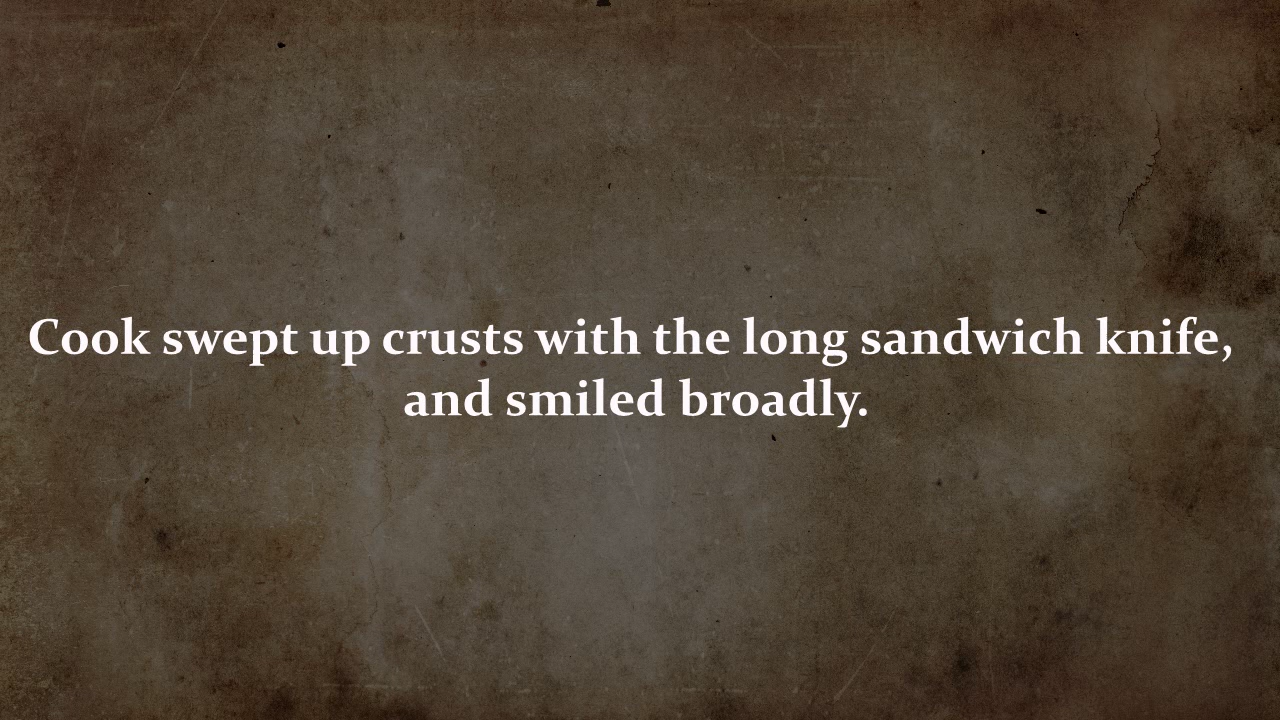 Cook swept up crusts with the long sandwich knife,
and smiled broadly.